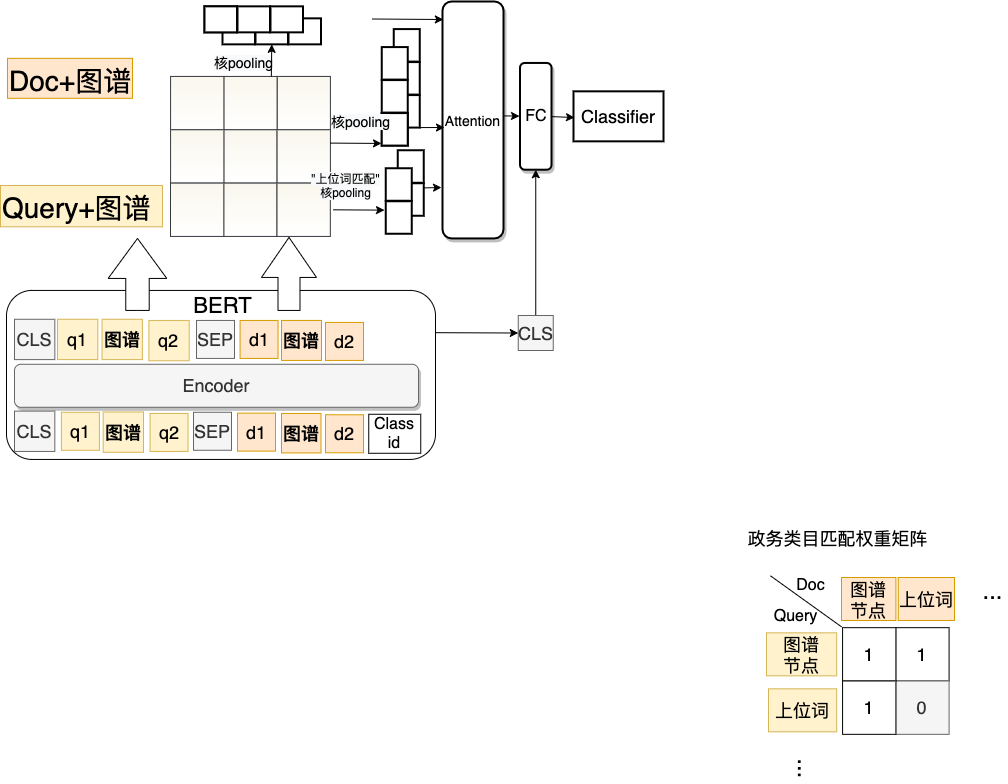 核pooling
Doc+图谱
核pooling
Attention
FC
Classifier
"上位词匹配"
核pooling
Query+图谱
BERT
CLS q1 图谱 q2 SEP d1 图谱 d2
CLS
Encoder
CLS q1 图谱 q2 SEP d1 图谱 d2 Class
id
政务类目匹配权重矩阵
Doc
Query
图谱
节点
上位词
...
图谱
节点
1 1
上位词
1 0
...